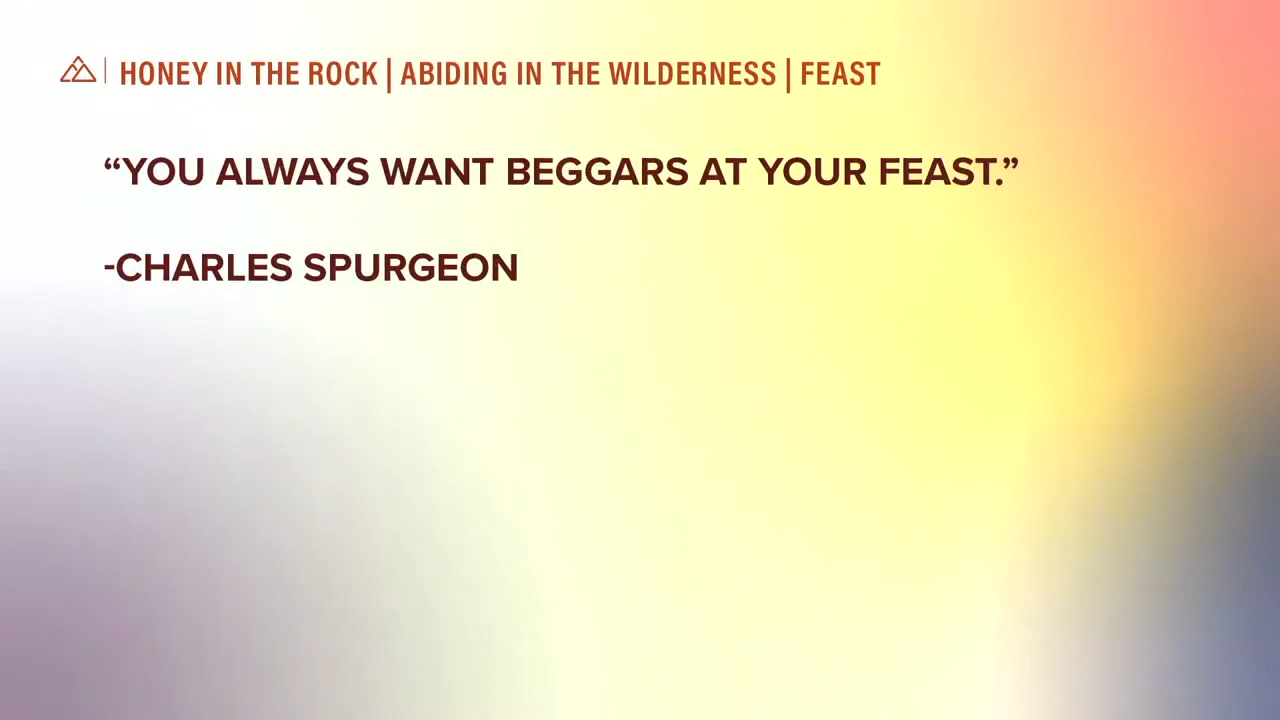 HONEY IN THE ROCK | ABIDING IN THE WILDERNESS | FEAST
“YOU ALWAYS WANT BEGGARS AT YOUR FEAST.”
-CHARLES SPURGEON